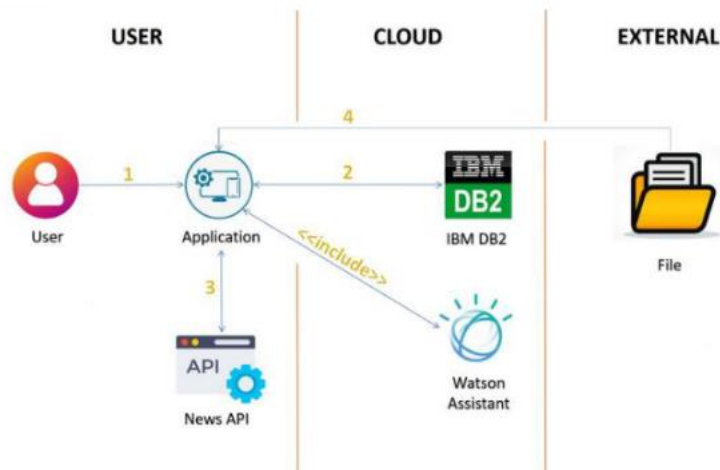 USER
CLOUD
EXTERNAL
4
1
2
IBM
DB2
User
Application
IBM DB2
<<include>>
File
3
API
News API
Watson
Assistant